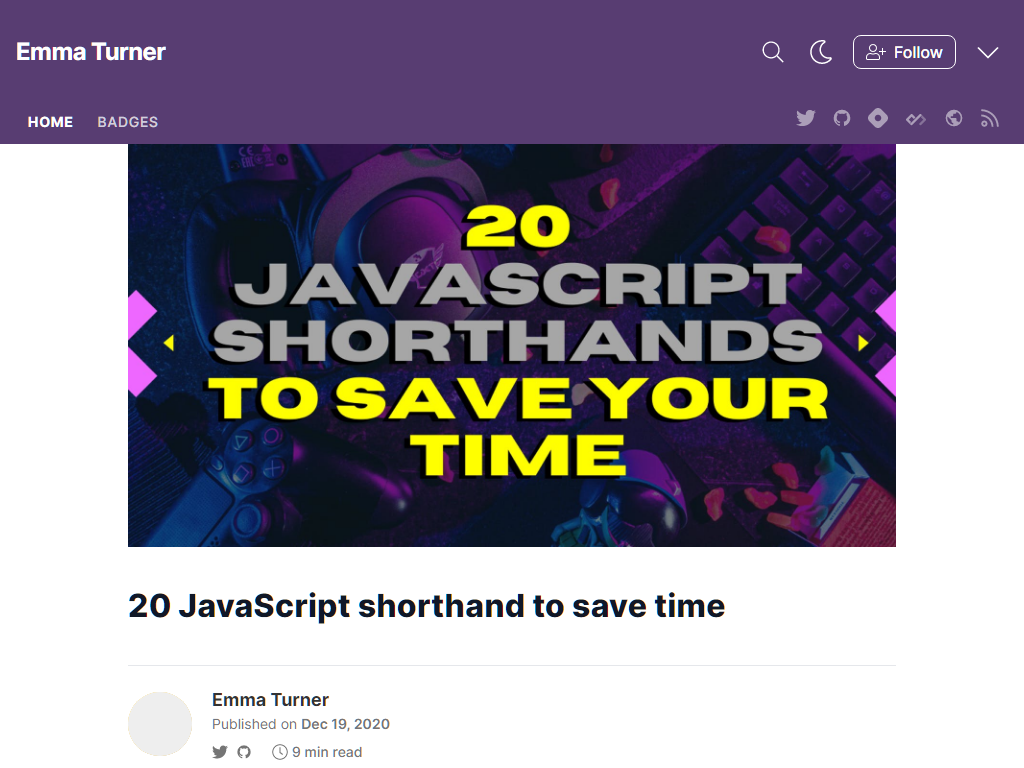 Emma Turner
Follow
HOME
BADGES
20
JAVASCRIPT
SHORTHANDS
TO SAVE YOUR
TIME
20 JavaScript shorthand to save time
Emma Turner
Published on Dec 19, 2020
9 min read